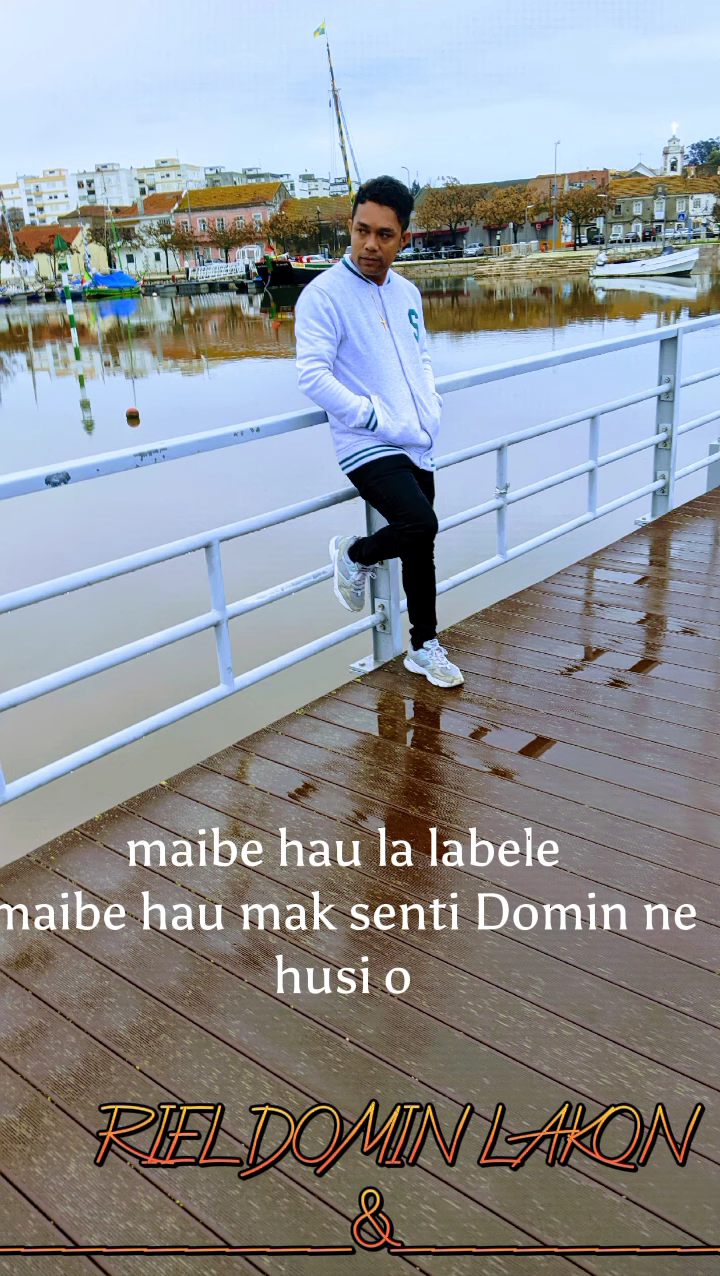 S
maibe hau la labele
maibe hau mak senti Domin ne
husi o
RIEL DOMIN LAKON
&